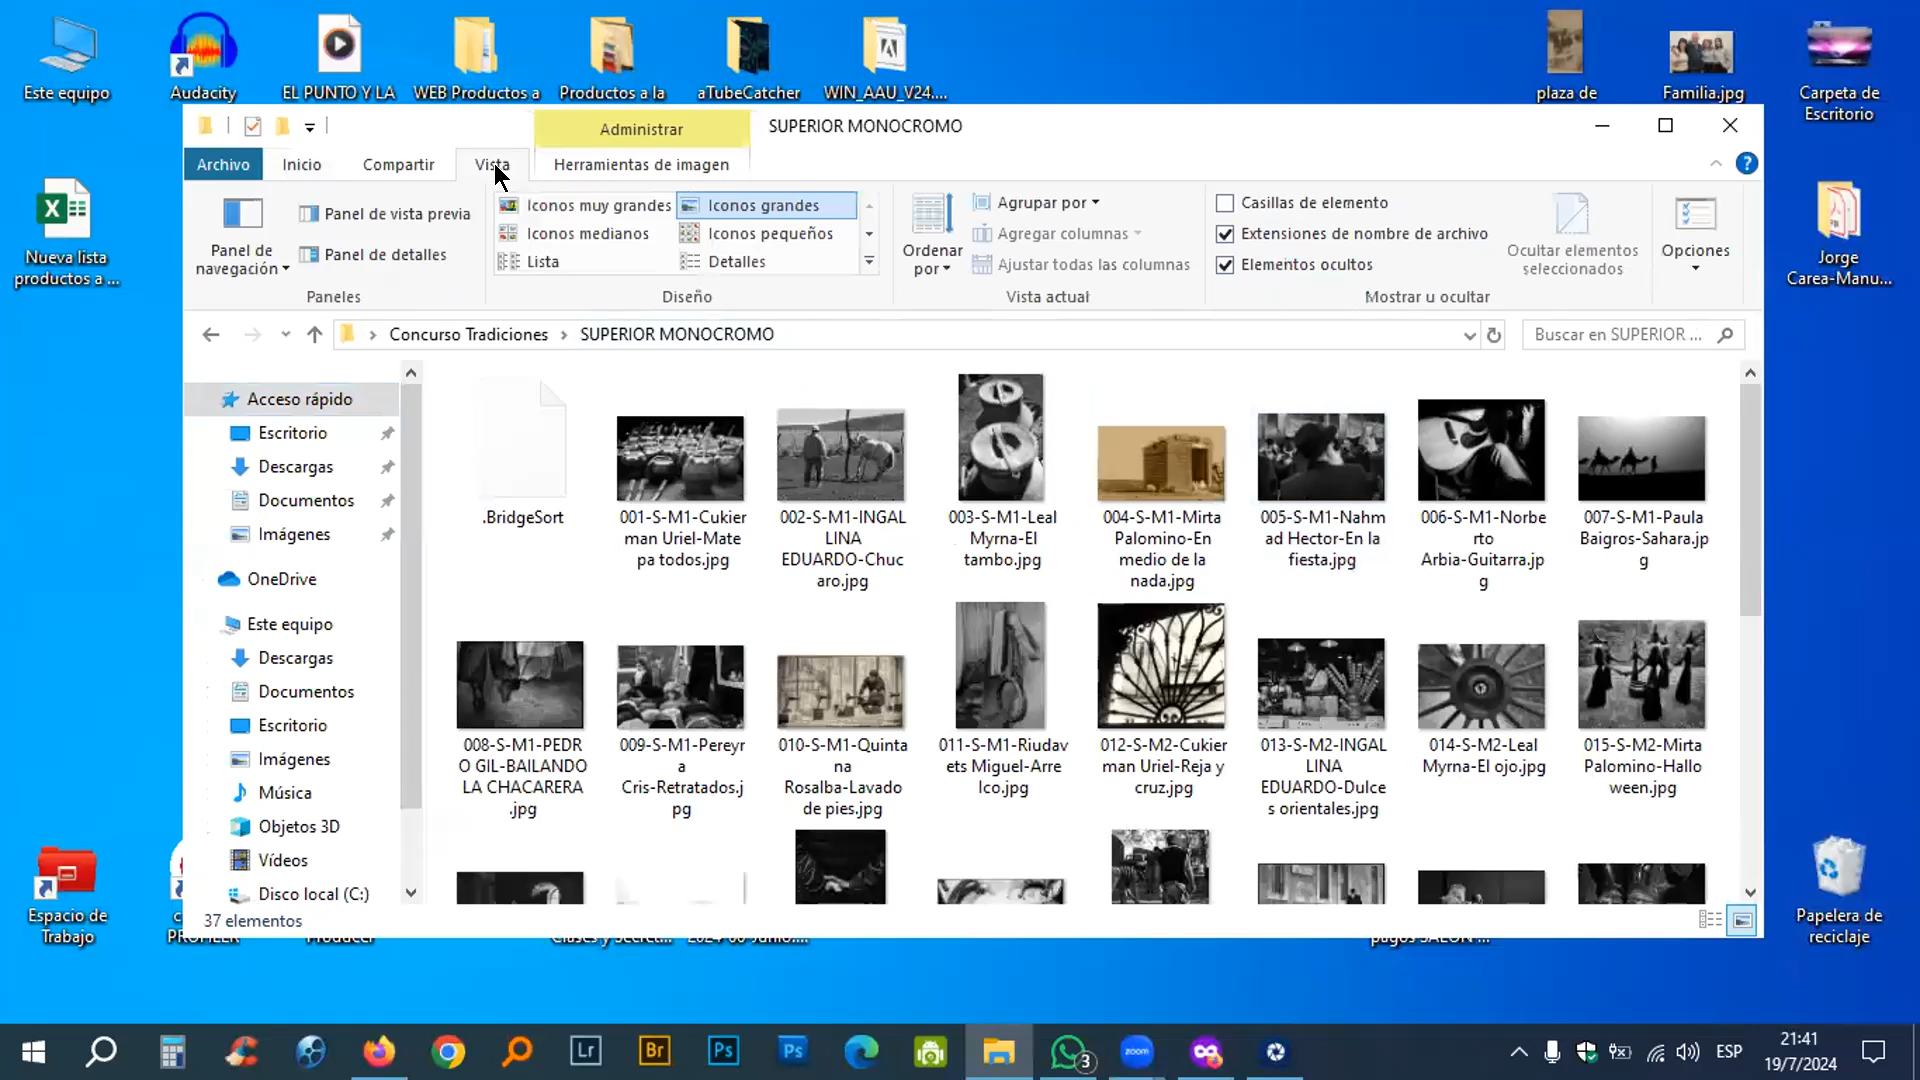 Este equipo
Audacity
EL PUNTO Y LA
WEB Productos a
Productos a la
aTubeCatcher
WIN_AAU_V24....
plaza de
Familia.jpg
Carpeta de
Escritorio
Administrar
SUPERIOR MONOCROMO
Archivo
Inicio
Compartir
Vista
Herramientas de imagen
Panel de
navegación
Panel de vista previa
Panel de detalles
Paneles
Iconos muy grandes
Iconos grandes
Iconos medianos
Iconos pequeños
Lista
Detalles
Diseño
Ordenar
por
Agrupar por
Agregar columnas
Ajustar todas las columnas
Vista actual
Casillas de elemento
Extensiones de nombre de archivo
Elementos ocultos
Ocultar elementos
seleccionados
Mostrar u ocultar
Opciones
Nueva lista
productos a ...
Jorge
Carea-Manu...
Concurso Tradiciones
SUPERIOR MONOCROMO
Buscar en SUPERIOR ...
Acceso rápido
Escritorio
Descargas
Documentos
Imágenes
OneDrive
Este equipo
Descargas
Documentos
Escritorio
Imágenes
Música
Objetos 3D
Vídeos
Disco local (C:)
37 elementos
.BridgeSort
001-S-M1-Cukier
man Uriel-Mate
pa todos.jpg
002-S-M1-INGAL
LINA
EDUARDO-Chuc
aro.jpg
003-S-M1-Leal
Myrna-El
tambo.jpg
004-S-M1-Mirta
Palomino-En
medio de la
nada.jpg
005-S-M1-Nahm
ad Hector-En la
fiesta.jpg
006-S-M1-Norbe
rto
Arbia-Guitarra.jp
g
007-S-M1-Paula
Baigros-Sahara.jp
g
008-S-M1-PEDR
O GIL-BAILANDO
LA CHACARERA
.jpg
009-S-M1-Pereyr
a
Cris-Retratados.j
pg
010-S-M1-Quinta
na
Rosalba-Lavado
de pies.jpg
011-S-M1-Riudav
ets Miguel-Arre
lco.jpg
012-S-M2-Cukier
man Uriel-Reja y
cruz.jpg
013-S-M2-INGAL
LINA
EDUARDO-Dulce
s orientales.jpg
014-S-M2-Leal
Myrna-El ojo.jpg
015-S-M2-Mirta
Palomino-Hallo
ween.jpg
Espacio de
Trabajo
Papelera de
reciclaje
Lr
Br
Ps
Ps
3
zoom
ESP
21:41
19/7/2024